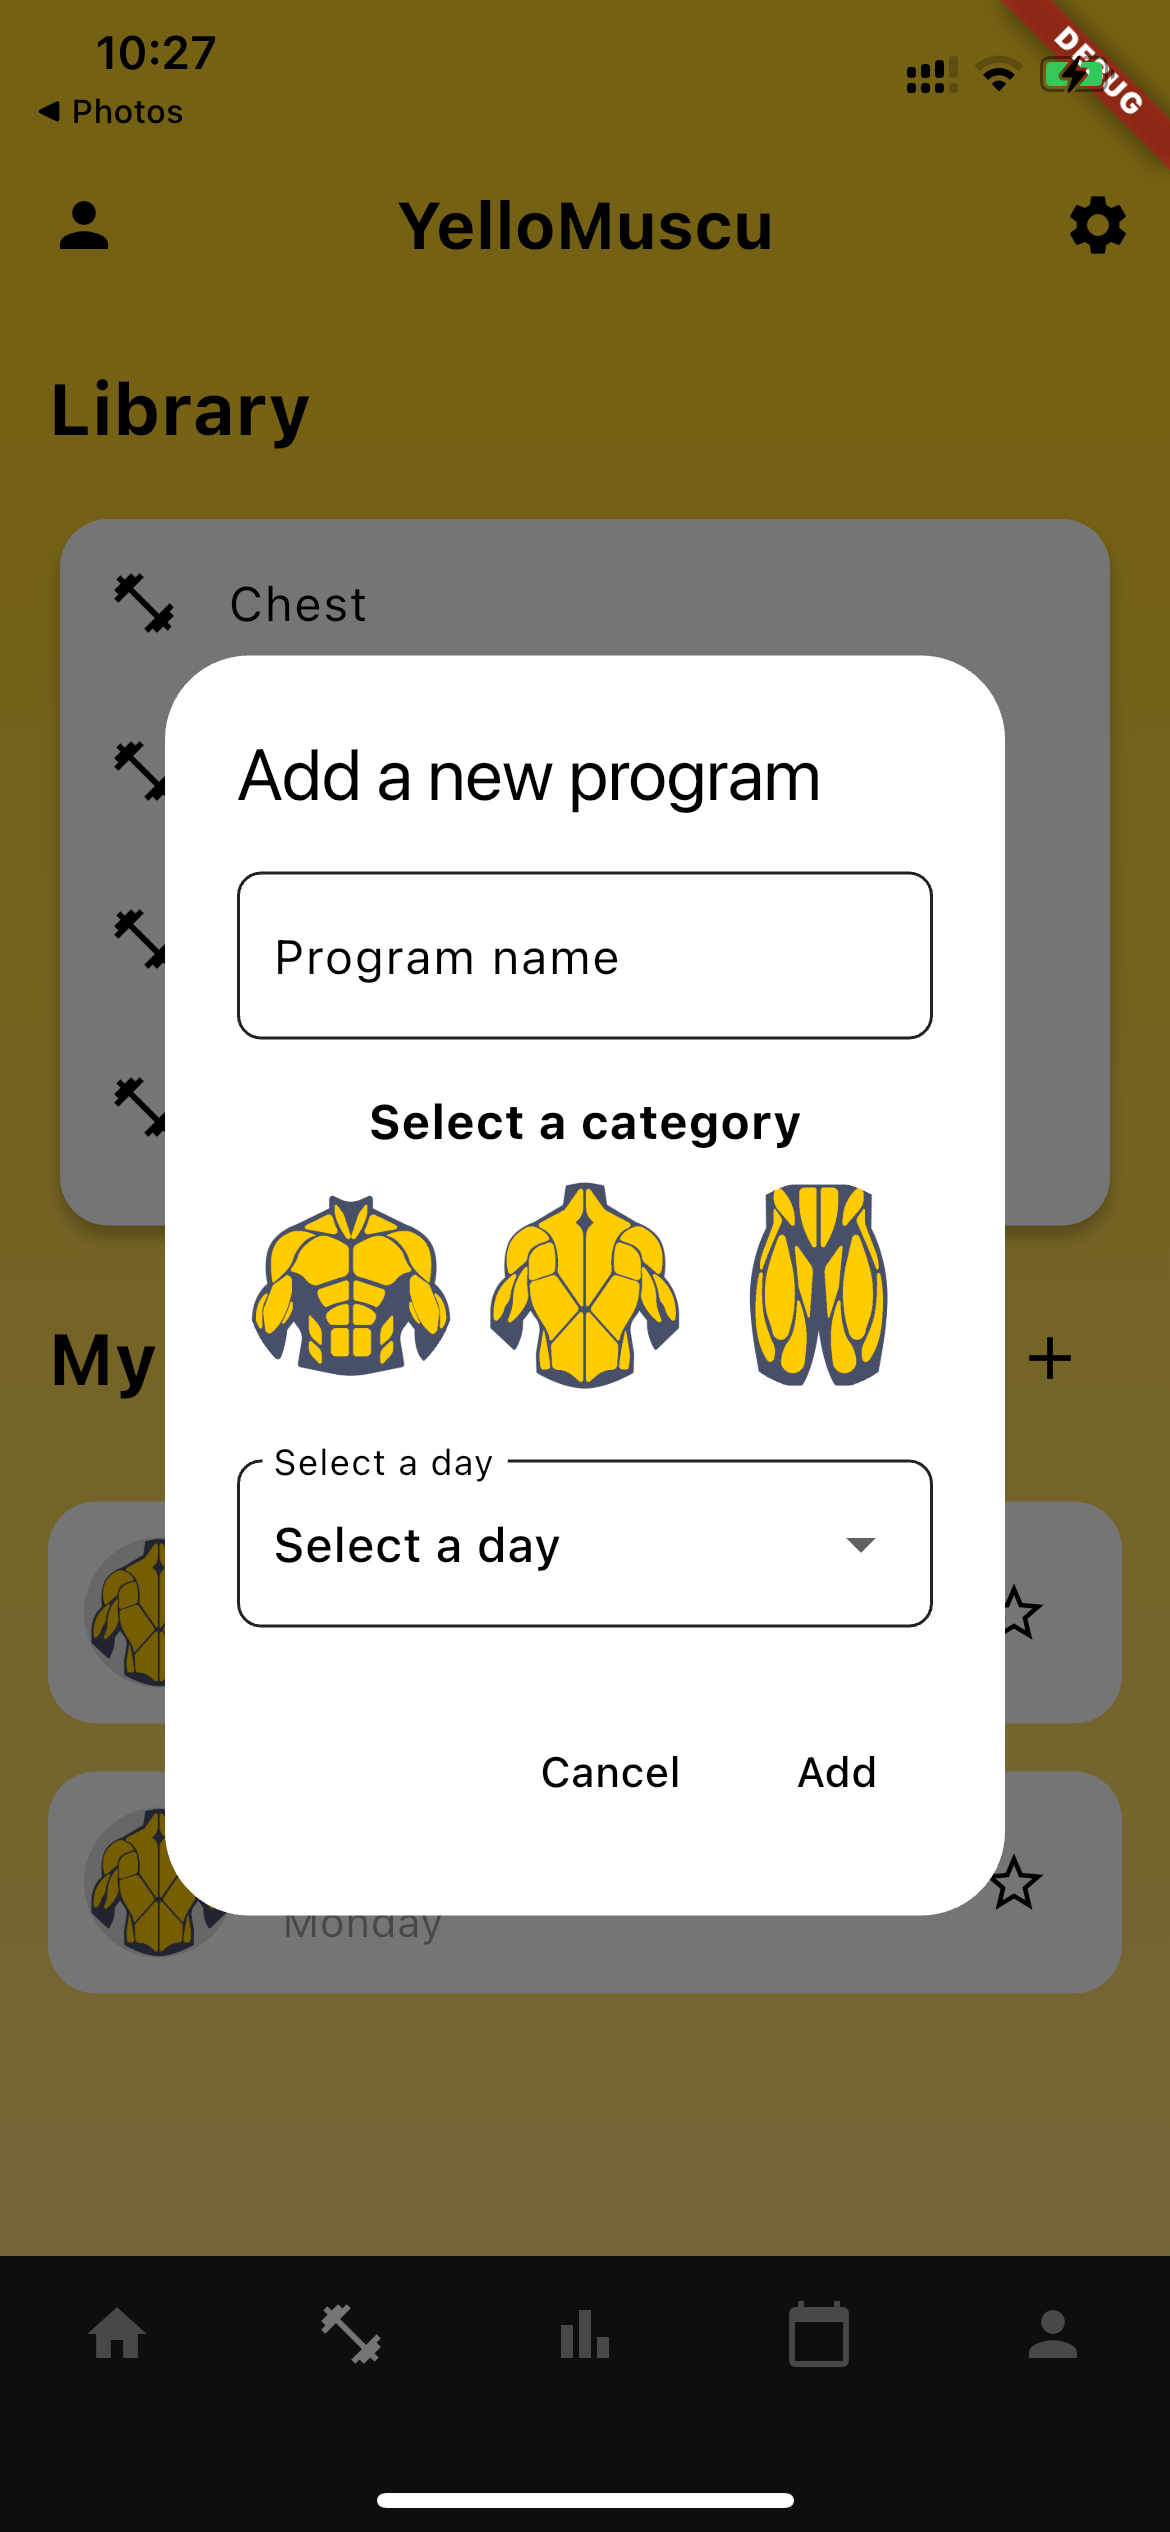 10:27
DEBUG
Photos
YelloMuscu
Library
Chest
Add a new program
Program name
Select a category
My
Select a day
Select a day
Cancel
Add
Monday